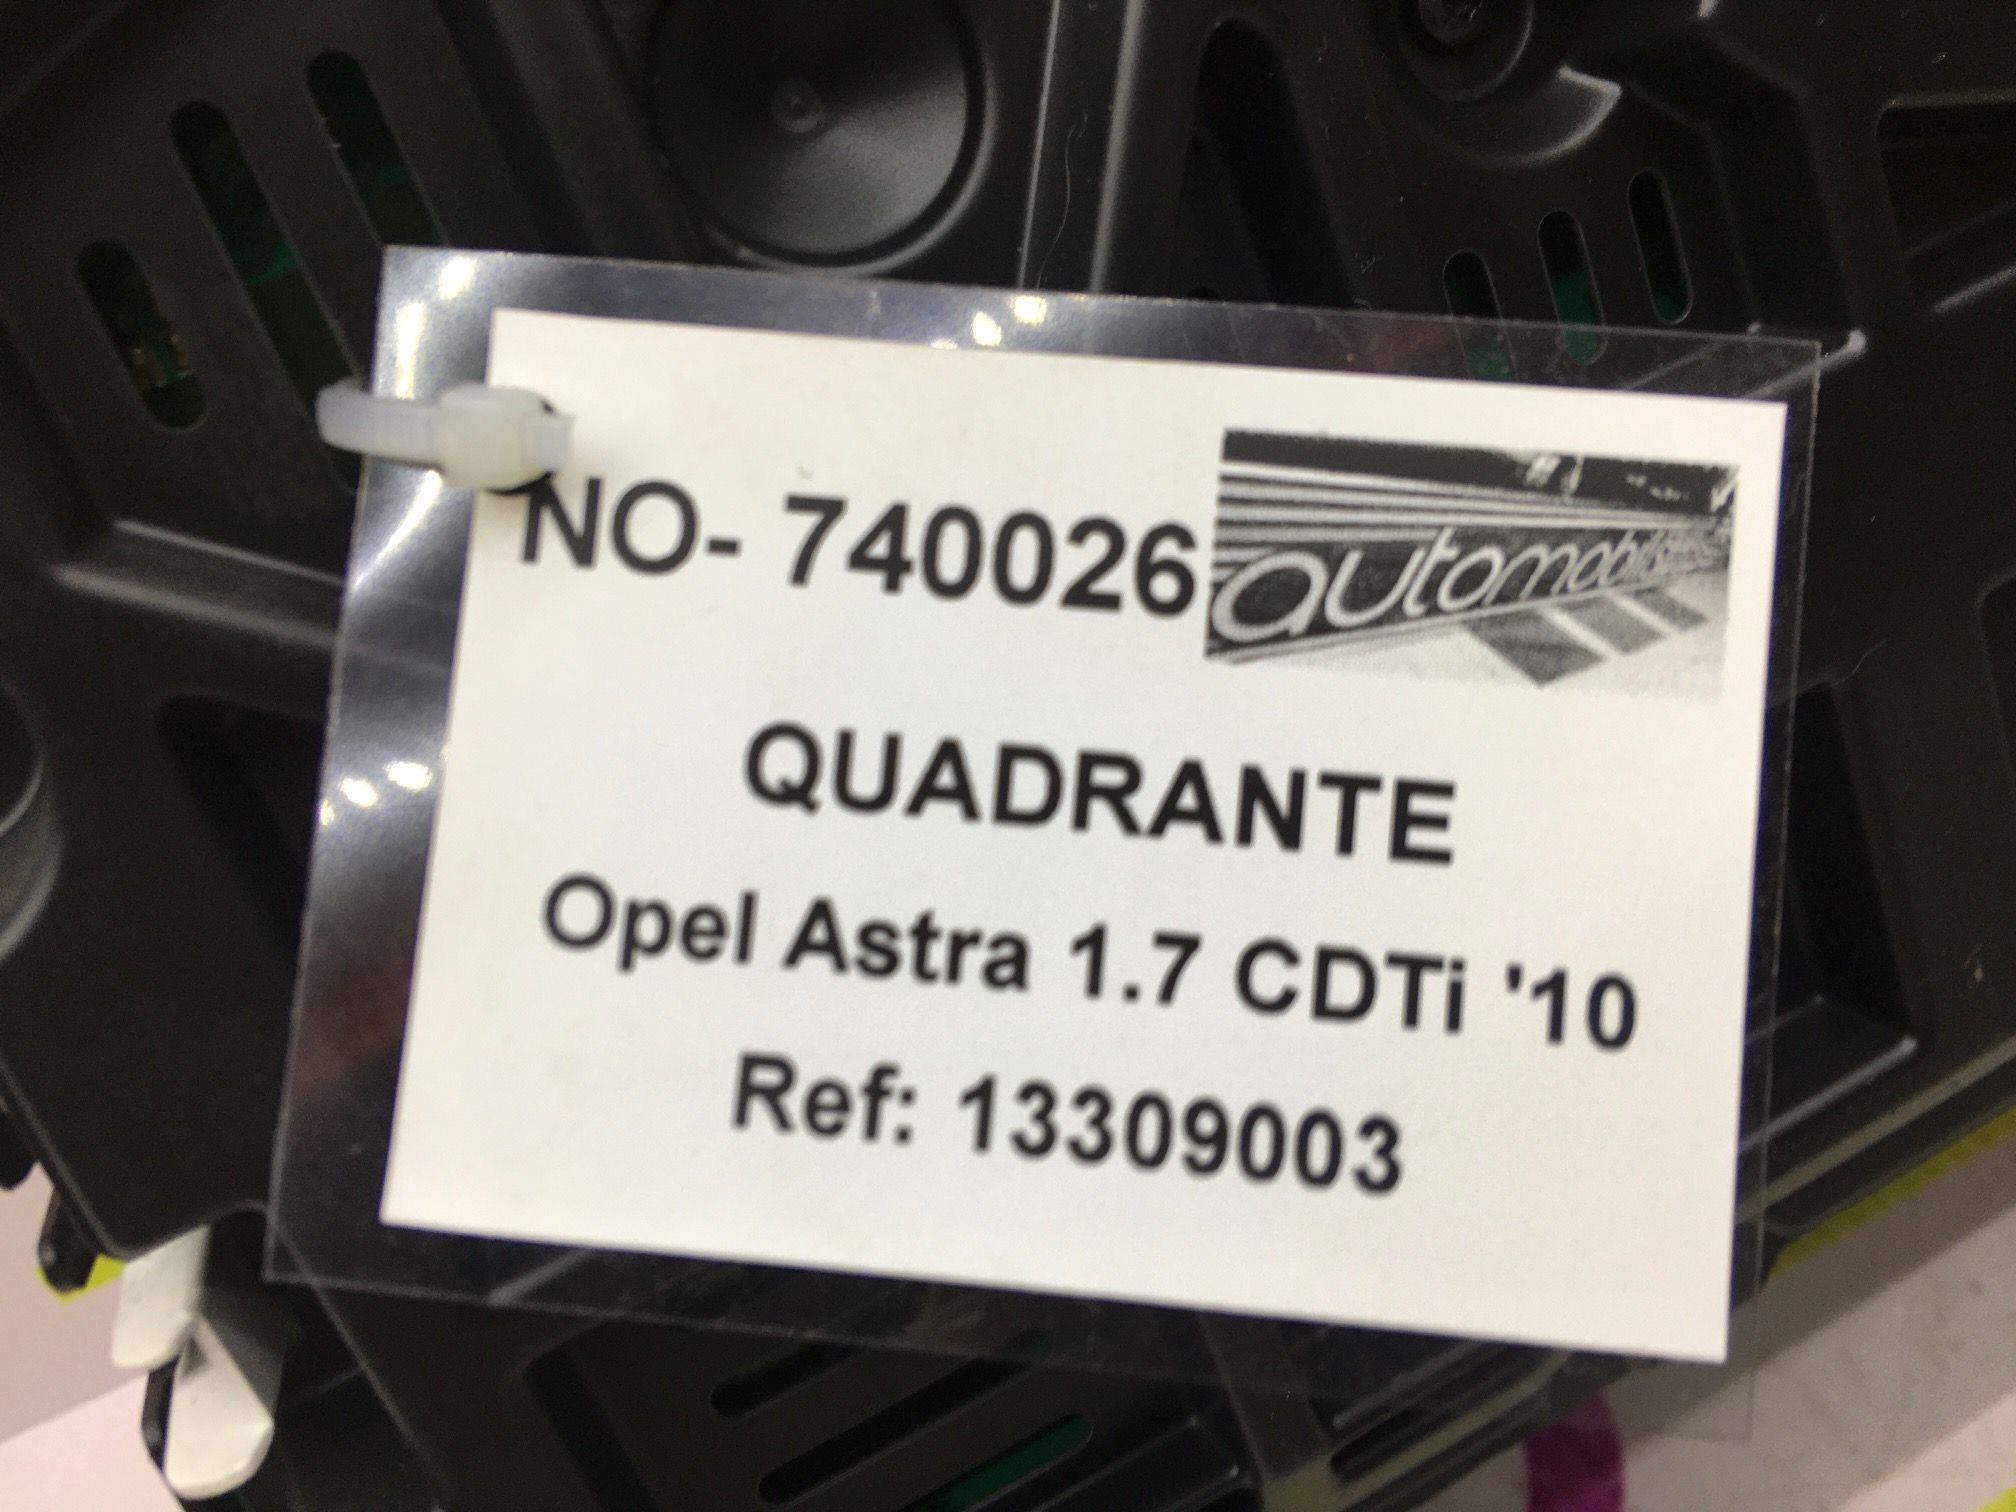 NO- 740026
QUADRANTE
Opel Astra 1.7 CDTi '10
Ref: 13309003